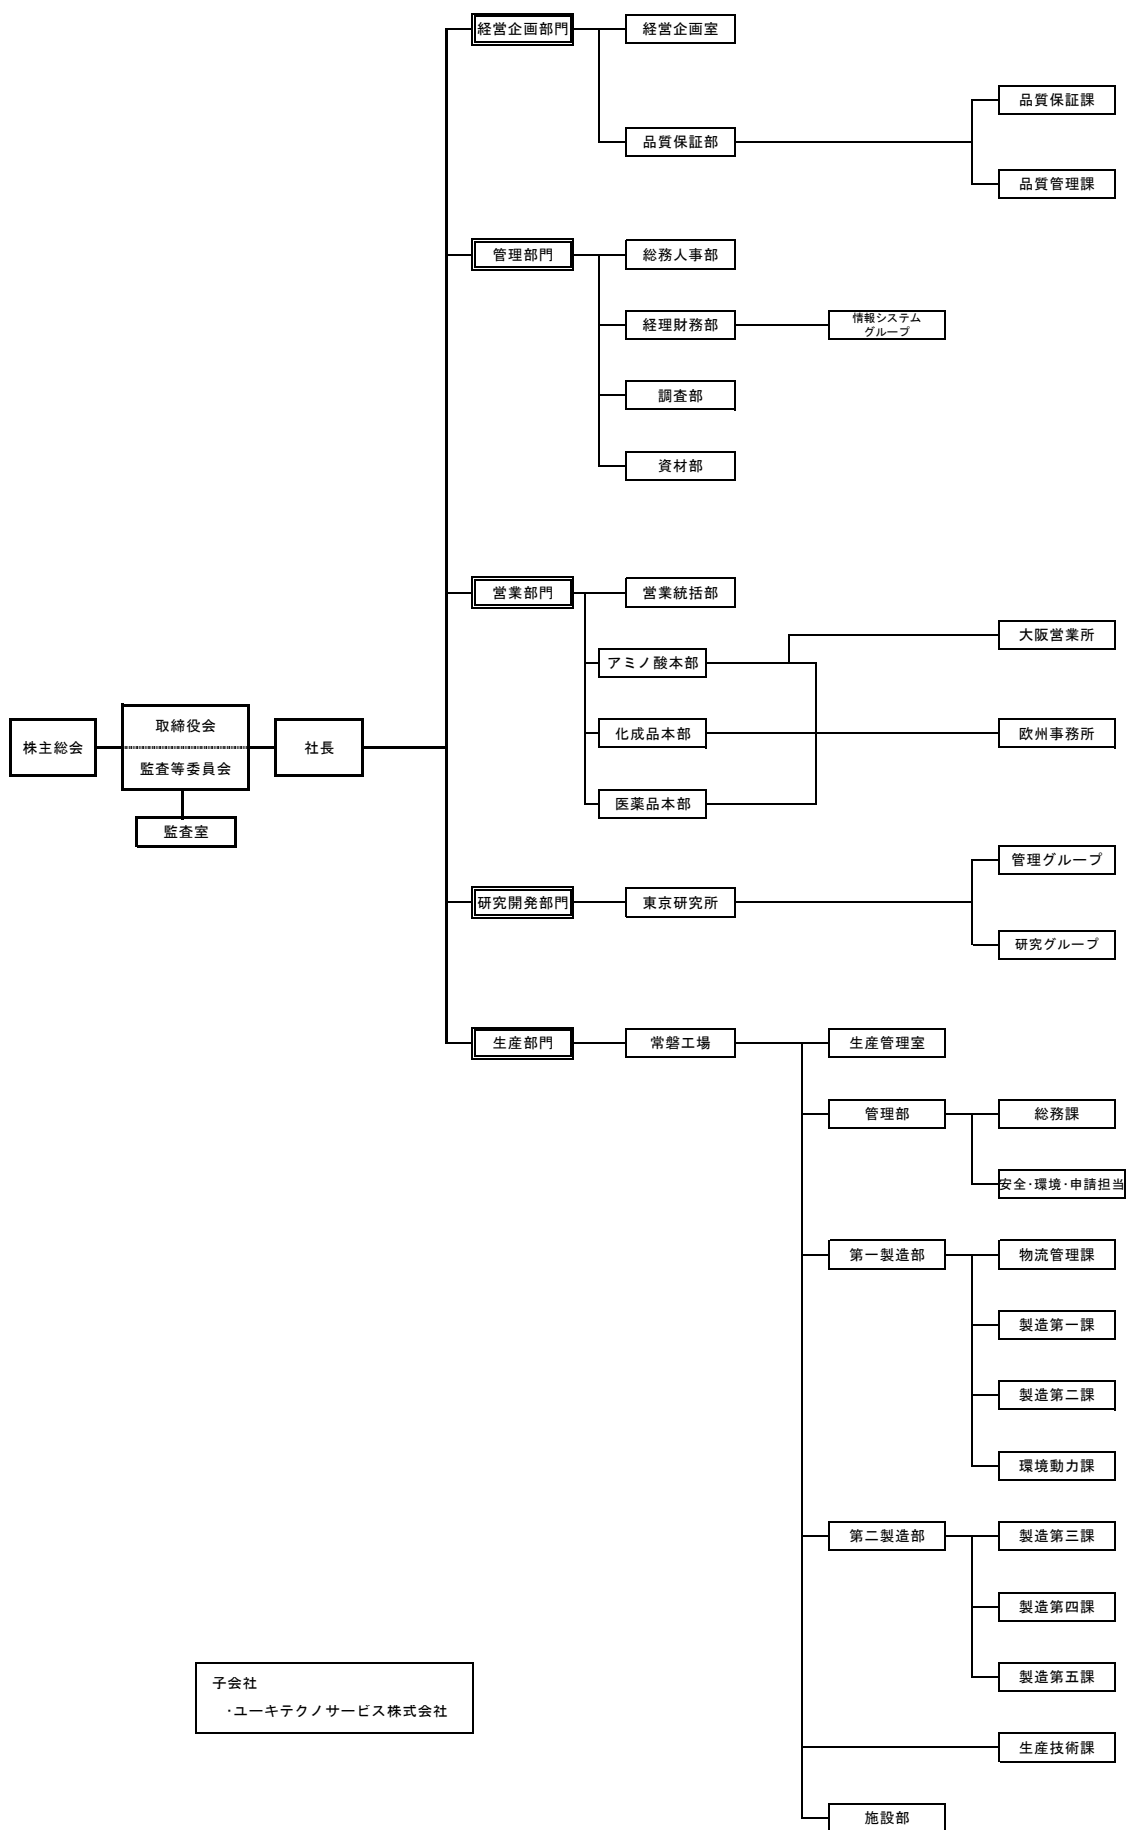 経営企画部門
経営企画室
品質保証課
品質保証部
品質管理課
管理部門
総務人事部
経理財務部
情報システム
グループ
調査部
資材部
営業部門
営業統括部
大阪営業所
アミノ酸本部
株主総会
取締役会
監査等委員会
社長
化成品本部
欧州事務所
医薬品本部
監査室
管理グループ
研究開発部門
東京研究所
研究グループ
生産部門
常磐工場
生産管理室
管理部
総務課
安全・環境・申請担当
第一製造部
物流管理課
製造第一課
製造第二課
環境動力課
第二製造部
製造第三課
製造第四課
製造第五課
子会社
・ユーキテクノサービス株式会社
生産技術課
施設部